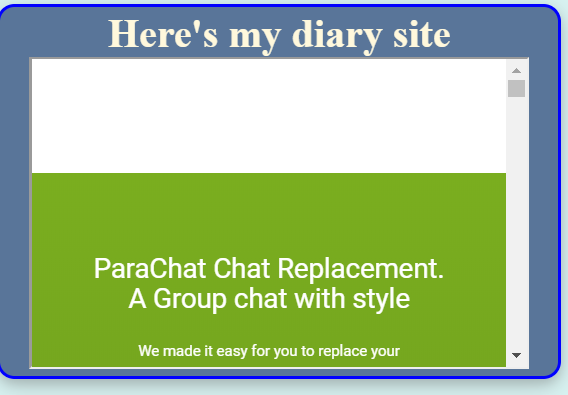 Here's my diary site
ParaChat Chat Replacement.
A Group chat with style
We made it easy for you to replace your